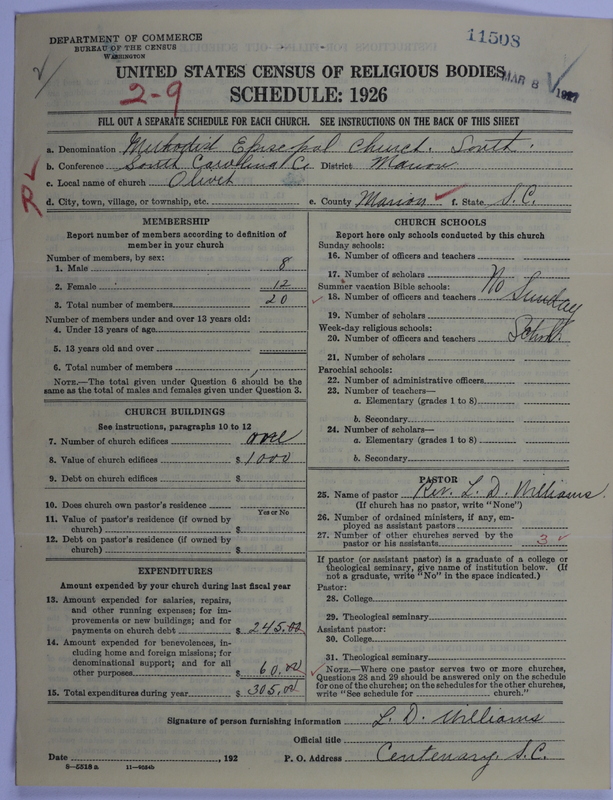 DEPARTMENT OF COMMERCE
BUREAU OF THE CENSUS
WASHINGTON
11508
MAR 8 1927
UNITED STATES CENSUS OF RELIGIOUS BODIES
2-9
SCHEDULE: 1926
FILL OUT A SEPARATE SCHEDULE FOR EACH CHURCH. SEE INSTRUCTIONS ON THE BACK OF THIS SHEET
a. Denomination Methodist Episcopal Church. South.
b. Conference South Carolina Co District Marion
c. Local name of church Olivet
R
d. City, town, village, or township, etc. e. County Marion f. State S.C.
MEMBERSHIP
Report number of members according to definition of
member in your church
Number of members, by sex:
1. Male 8
2. Female 12
3. Total number of members 20
Number of members under and over 13 years old:
4. Under 13 years of age
5. 13 years old and over
6. Total number of members
NOTE.—The total given under Question 6 should be the
same as the total of males and females given under Question 3.
CHURCH BUILDINGS
See instructions, paragraphs 10 to 12
7. Number of church edifices one
8. Value of church edifices $ 1000
9. Debt on church edifices $
10. Does church own pastor's residence
Yes or No
11. Value of pastor's residence (if owned by
church) $
12. Debt on pastor's residence (if owned by
church) $
EXPENDITURES
Amount expended by your church during last fiscal year
13. Amount expended for salaries, repairs,
and other running expenses; for im-
provements or new buildings; and for
payments on church debt $ 245.00
14. Amount expended for benevolences, in-
cluding home and foreign missions; for
denominational support; and for all
other purposes $ 60.00
15. Total expenditures during year $ 305.00
CHURCH SCHOOLS
Report here only schools conducted by this church
Sunday schools:
16. Number of officers and teachers
17. Number of scholars No
Summer vacation Bible schools:
18. Number of officers and teachers Sunday
19. Number of scholars
Week-day religious schools:
20. Number of officers and teachers School.
21. Number of scholars
Parochial schools:
22. Number of administrative officers
23. Number of teachers—
a. Elementary (grades 1 to 8)
b. Secondary
24. Number of scholars—
a. Elementary (grades 1 to 8)
b. Secondary
PASTOR
25. Name of pastor Rev. L. D. Williams
(If church has no pastor, write "None")
26. Number of ordained ministers, if any, em-
ployed as assistant pastors
27. Number of other churches served by the
pastor or his assistants 3
If pastor (or assistant pastor) is a graduate of a college or
theological seminary, give name of institution below. (If
not a graduate, write "No" in the space indicated.)
Pastor:
28. College
29. Theological seminary
Assistant pastor:
30. College
31. Theological seminary
NOTE.—Where one pastor serves two or more churches,
Questions 28 and 29 should be answered only on the schedule
for one of the churches; on the schedules for the other churches,
write "See schedule for church."
Signature of person furnishing information L. D. Williams
Official title
Date , 192 P. O. Address Centenary, S.C.